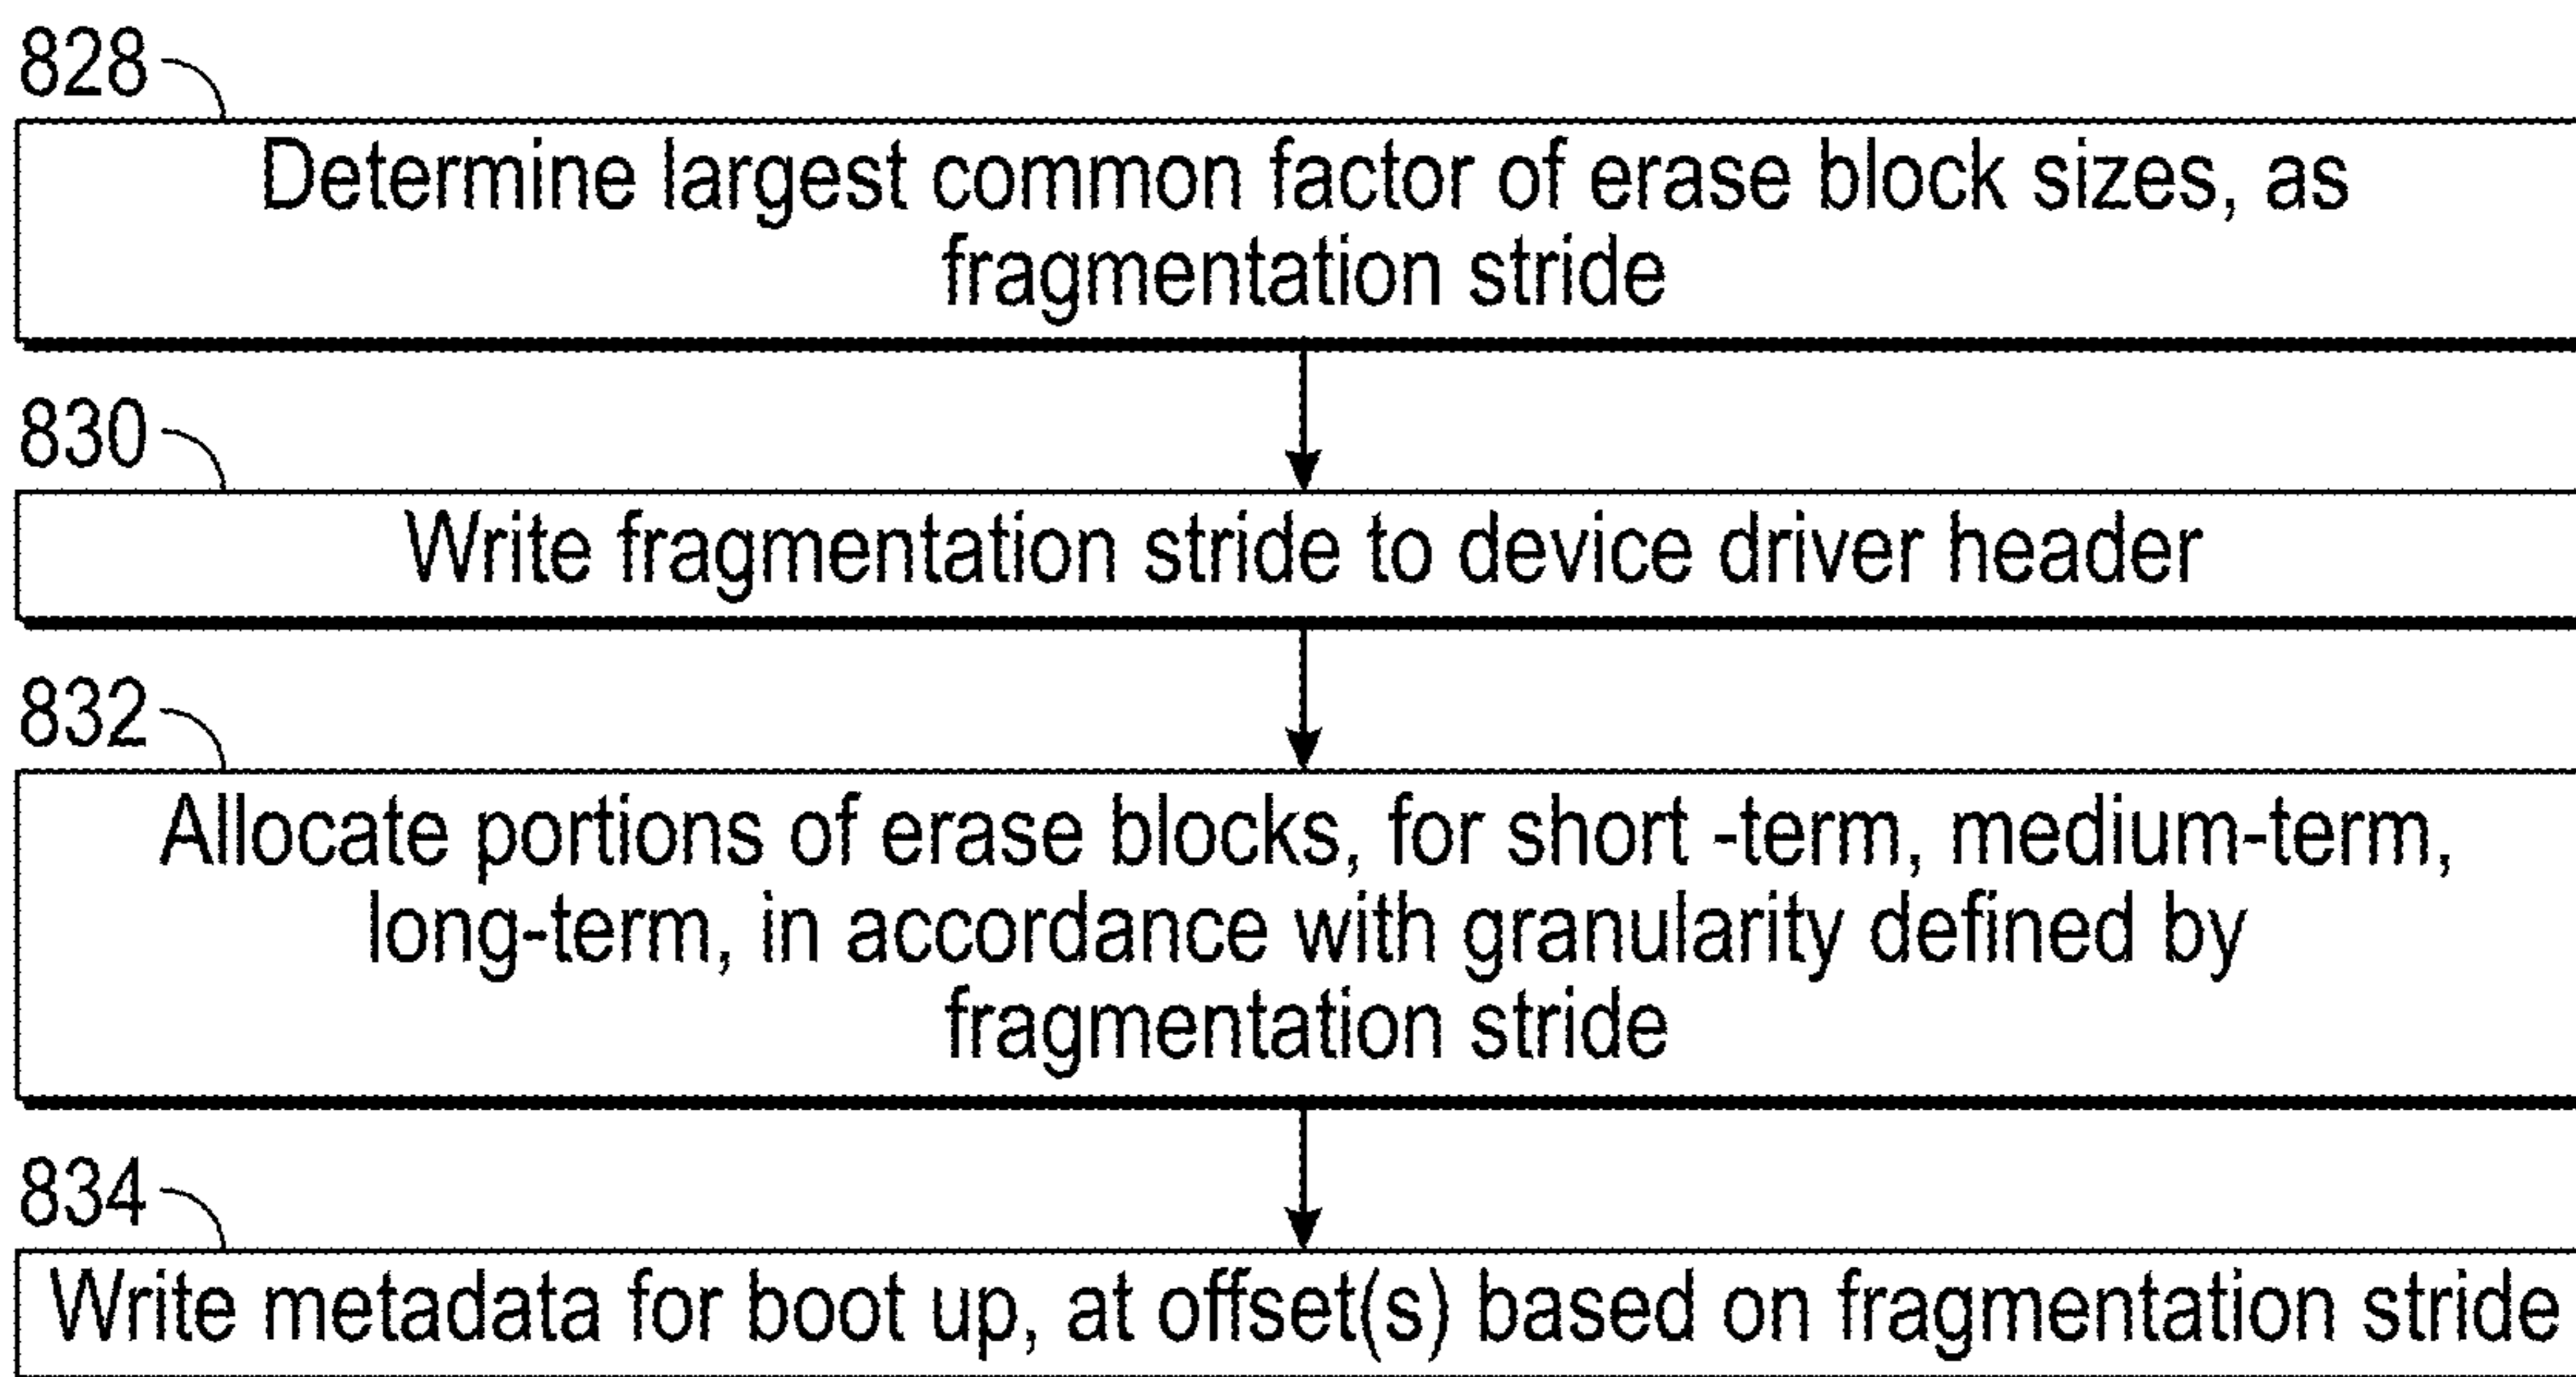 828
Determine largest common factor of erase block sizes, as
fragmentation stride
830
Write fragmentation stride to device driver header
832
Allocate portions of erase blocks, for short -term, medium-term,
long-term, in accordance with granularity defined by
fragmentation stride
834
Write metadata for boot up, at offset(s) based on fragmentation stride